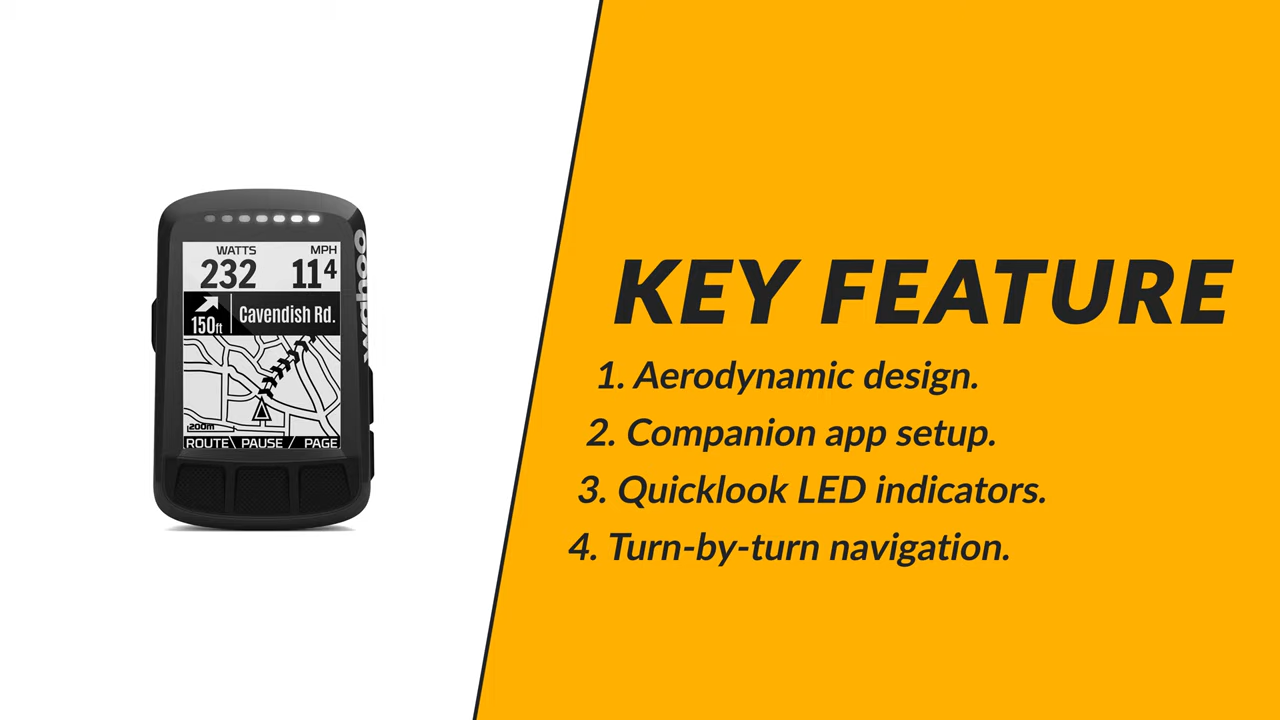 WATTS MPH
232 114
150ft Cavendish Rd.
200m
ROUTE PAUSE PAGE
wahoo
KEY FEATURE
1. Aerodynamic design.
2. Companion app setup.
3. Quicklook LED indicators.
4. Turn-by-turn navigation.